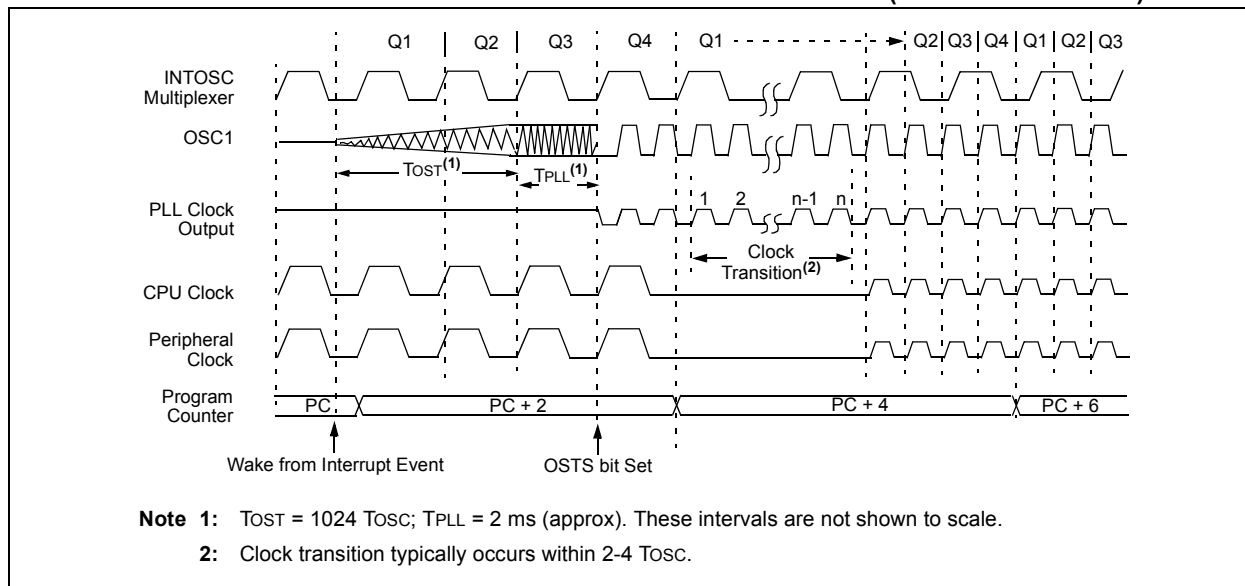 Q1 Q2 Q3 Q4 Q1 Q2 Q3 Q4 Q1 Q2 Q3
INTOSC
Multiplexer
OSC1
TOST(1)
TPLL(1)
1 2 n-1 n
PLL Clock
Output
Clock
Transition(2)
CPU Clock
Peripheral
Clock
Program
Counter
PC PC + 2 PC + 4 PC + 6
Wake from Interrupt Event
OSTS bit Set
Note 1: TOST = 1024 TOSC; TPLL = 2 ms (approx). These intervals are not shown to scale.
2: Clock transition typically occurs within 2-4 TOSC.